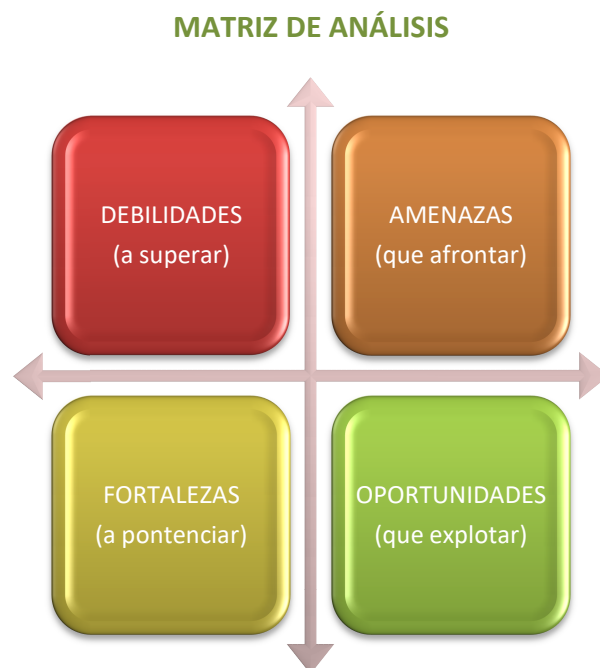 MATRIZ DE ANÁLISIS
DEBILIDADES
(a superar)
AMENAZAS
(que afrontar)
FORTALEZAS
(a pontenciar)
OPORTUNIDADES
(que explotar)